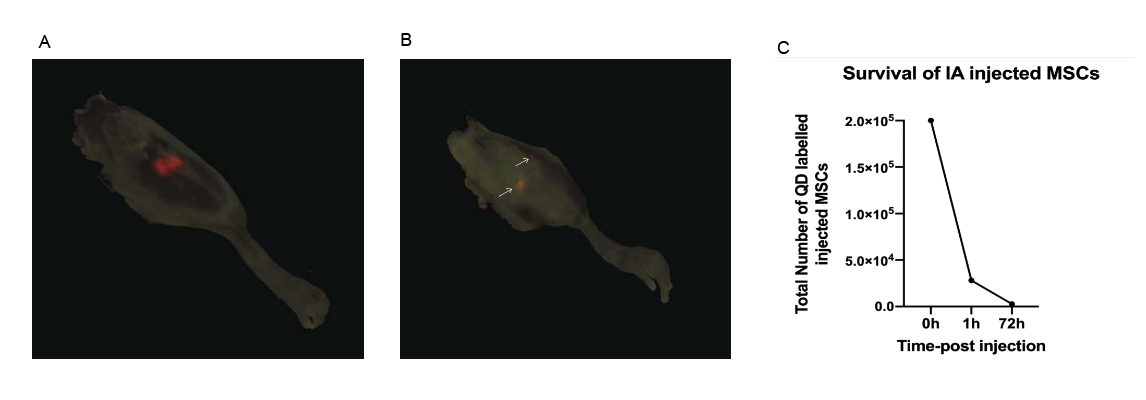 A
B
C
Survival of IA injected MSCs
Total Number of QD labelled
injected MSCs
2.0×10⁵
1.5×10⁵
1.0×10⁵
5.0×10⁴
0.0
0h 1h 72h
Time-post injection